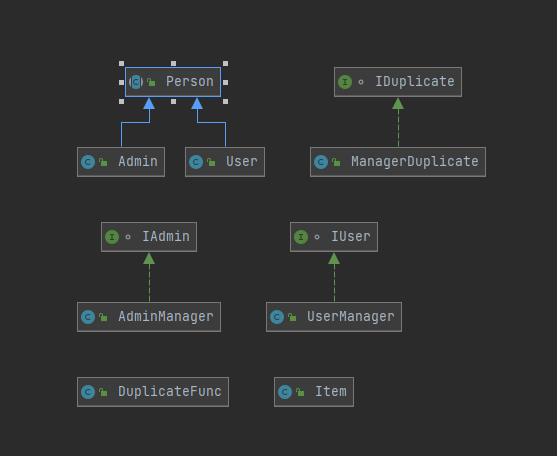 Person
IDuplicate
Admin
User
ManagerDuplicate
IAdmin
IUser
AdminManager
UserManager
DuplicateFunc
Item